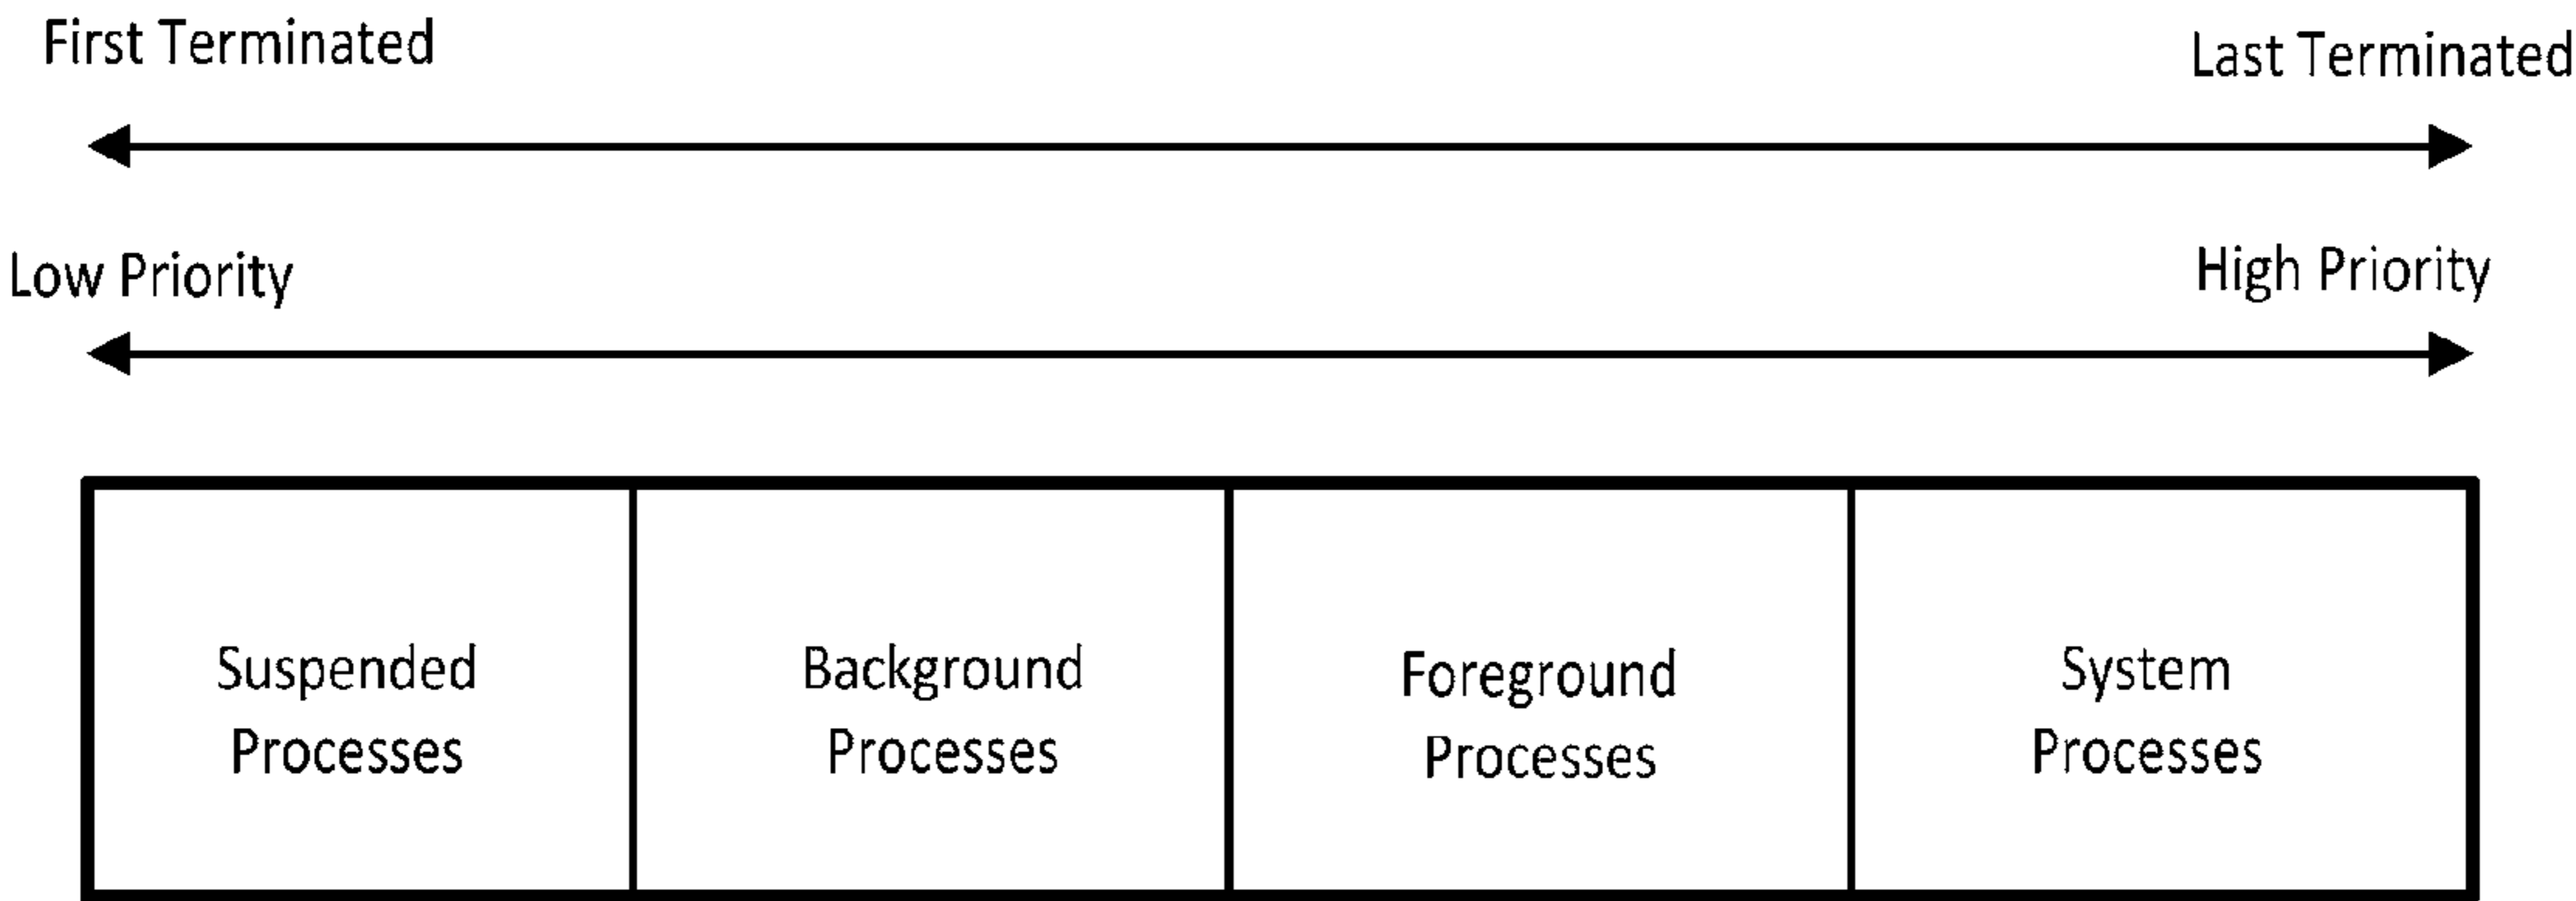 First Terminated
Last Terminated
Low Priority
High Priority
Suspended
Processes
Background
Processes
Foreground
Processes
System
Processes